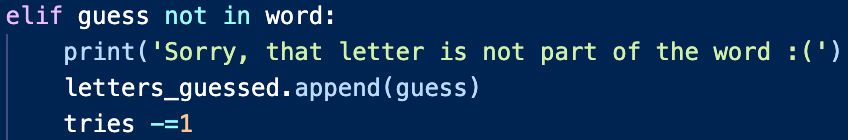 elif guess not in word:
    print('Sorry, that letter is not part of the word :(')
    letters_guessed.append(guess)
    tries -=1